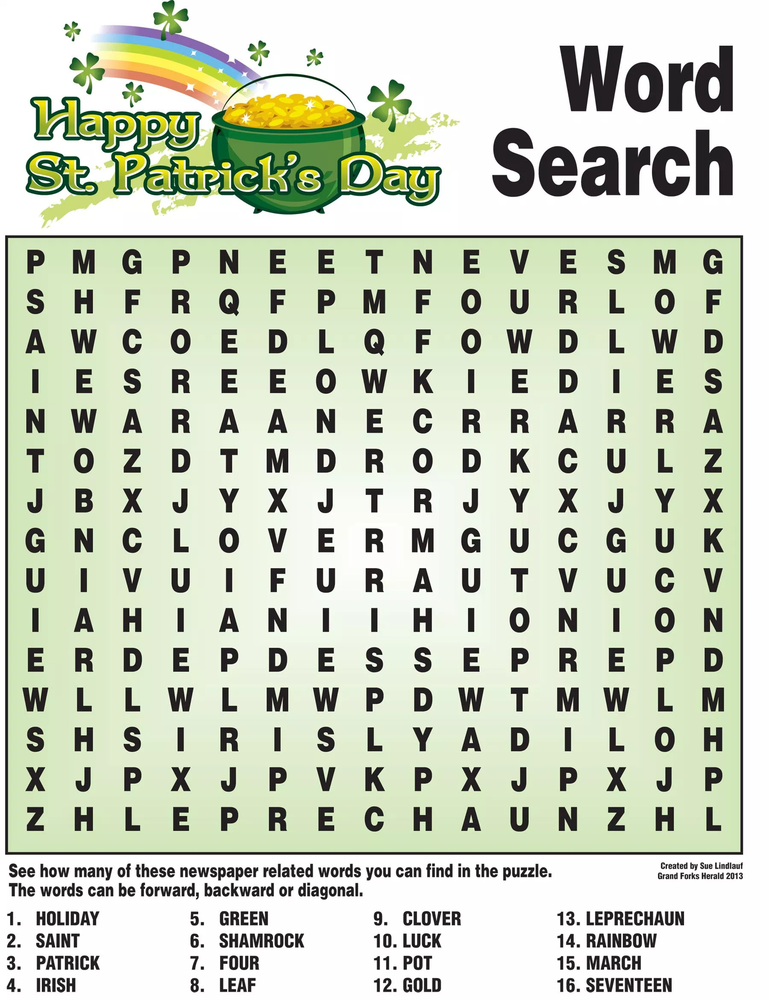 Happy
St. Patrick's Day
Word
Search
P M G P N E E T N E V E S M G
S H F R Q F P M F O U R L O F
A W C O E D L Q F O W D L W D
I E S R E E O W K I E D I E S
N W A R A A N E C R R A R R A
T O Z D T M D R O D K C U L Z
J B X J Y X J T R J Y X J Y X
G N C L O V E R M G U C G U K
U I V U I F U R A U T V U C V
I A H I A N I I H I O N I O N
E R D E P D E S S E P R E P D
W L L W L M W P D W T M W L M
S H S I R I S L Y A D I L O H
X J P X J P V K P X J P X J P
Z H L E P R E C H A U N Z H L
See how many of these newspaper related words you can find in the puzzle.
The words can be forward, backward or diagonal.
Created by Sue Lindlauf
Grand Forks Herald 2013
1. HOLIDAY
2. SAINT
3. PATRICK
4. IRISH
5. GREEN
6. SHAMROCK
7. FOUR
8. LEAF
9. CLOVER
10. LUCK
11. POT
12. GOLD
13. LEPRECHAUN
14. RAINBOW
15. MARCH
16. SEVENTEEN